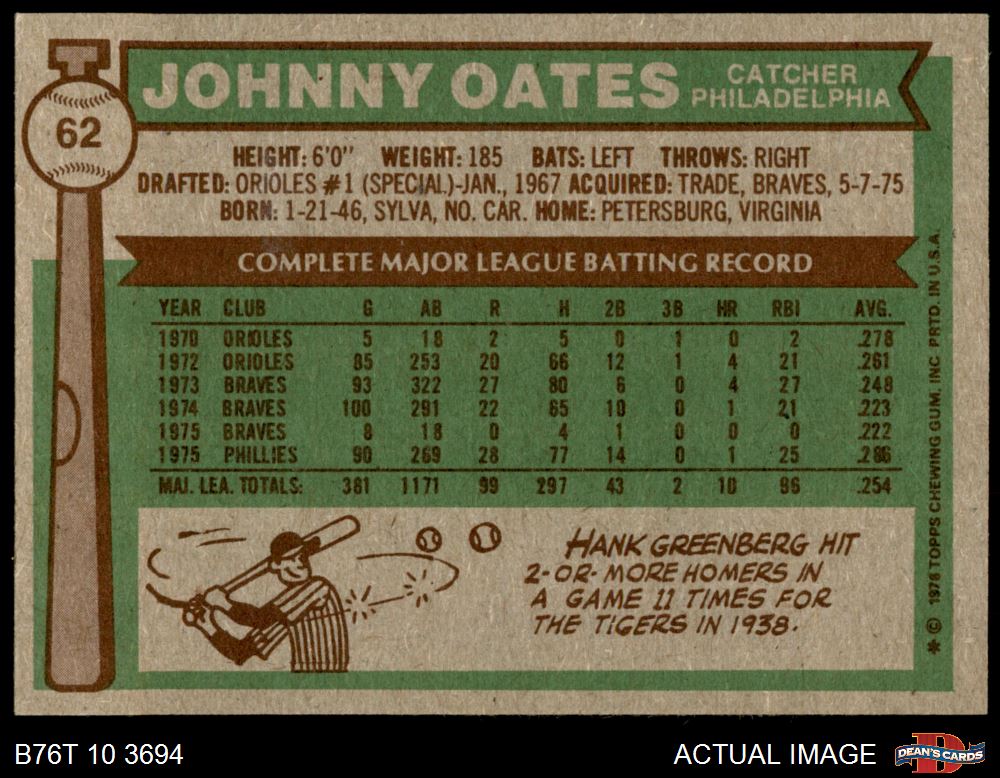 62
JOHNNY OATES
CATCHER
PHILADELPHIA
HEIGHT: 6'0" WEIGHT: 185 BATS: LEFT THROWS: RIGHT
DRAFTED: ORIOLES #1 (SPECIAL)-JAN., 1967 ACQUIRED: TRADE, BRAVES, 5-7-75
BORN: 1-21-46, SYLVA, NO. CAR. HOME: PETERSBURG, VIRGINIA
COMPLETE MAJOR LEAGUE BATTING RECORD
YEAR CLUB G AB R H 2B 3B HR RBI AVG.
1970 ORIOLES 5 18 2 5 0 1 0 2 .278
1972 ORIOLES 85 253 20 66 12 1 4 21 .261
1973 BRAVES 93 322 27 80 6 0 4 27 .248
1974 BRAVES 100 291 22 65 10 0 1 21 .223
1975 BRAVES 8 18 0 4 1 0 0 0 .222
1975 PHILLIES 90 269 28 77 14 0 1 25 .286
MAJ. LEA. TOTALS: 381 1171 99 297 43 2 10 96 .254
HANK GREENBERG HIT
2-OR-MORE HOMERS IN
A GAME 11 TIMES FOR
THE TIGERS IN 1938.
* © 1976 TOPPS CHEWING GUM, INC. PRTD. IN U.S.A.
B76T 10 3694
ACTUAL IMAGE
DEAN'S CARDS